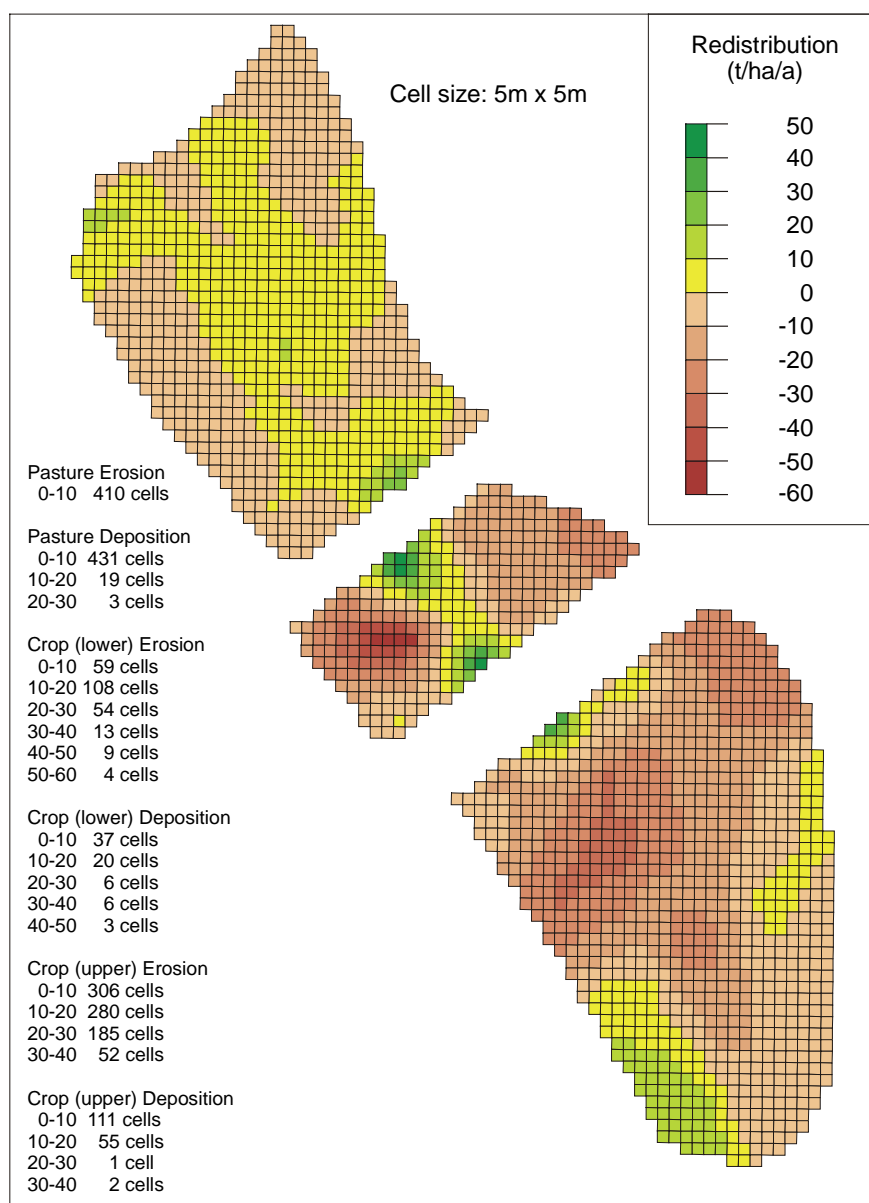 Redistribution
(t/ha/a)
Cell size: 5m x 5m
50
40
30
20
10
0
-10
-20
-30
-40
-50
-60
Pasture Erosion
0-10 410 cells
Pasture Deposition
0-10 431 cells
10-20 19 cells
20-30 3 cells
Crop (lower) Erosion
0-10 59 cells
10-20 108 cells
20-30 54 cells
30-40 13 cells
40-50 9 cells
50-60 4 cells
Crop (lower) Deposition
0-10 37 cells
10-20 20 cells
20-30 6 cells
30-40 6 cells
40-50 3 cells
Crop (upper) Erosion
0-10 306 cells
10-20 280 cells
20-30 185 cells
30-40 52 cells
Crop (upper) Deposition
0-10 111 cells
10-20 55 cells
20-30 1 cell
30-40 2 cells